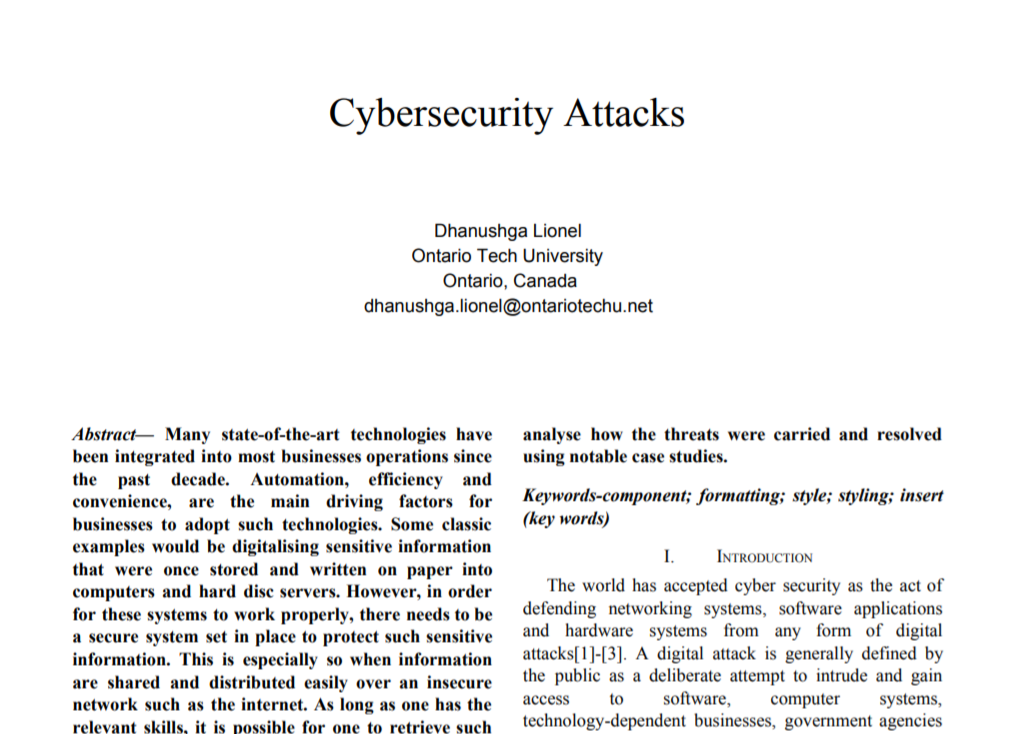 Cybersecurity Attacks
Dhanushga Lionel
Ontario Tech University
Ontario, Canada
dhanushga.lionel@ontariotechu.net
Abstract— Many state-of-the-art technologies have
been integrated into most businesses operations since
the past decade. Automation, efficiency and
convenience, are the main driving factors for
businesses to adopt such technologies. Some classic
examples would be digitalising sensitive information
that were once stored and written on paper into
computers and hard disc servers. However, in order
for these systems to work properly, there needs to be
a secure system set in place to protect such sensitive
information. This is especially so when information
are shared and distributed easily over an insecure
network such as the internet. As long as one has the
relevant skills, it is possible for one to retrieve such
analyse how the threats were carried and resolved
using notable case studies.
Keywords-component; formatting; style; styling; insert
(key words)
I. INTRODUCTION
The world has accepted cyber security as the act of
defending networking systems, software applications
and hardware systems from any form of digital
attacks[1]-[3]. A digital attack is generally defined by
the public as a deliberate attempt to intrude and gain
access to software, computer systems,
technology-dependent businesses, government agencies